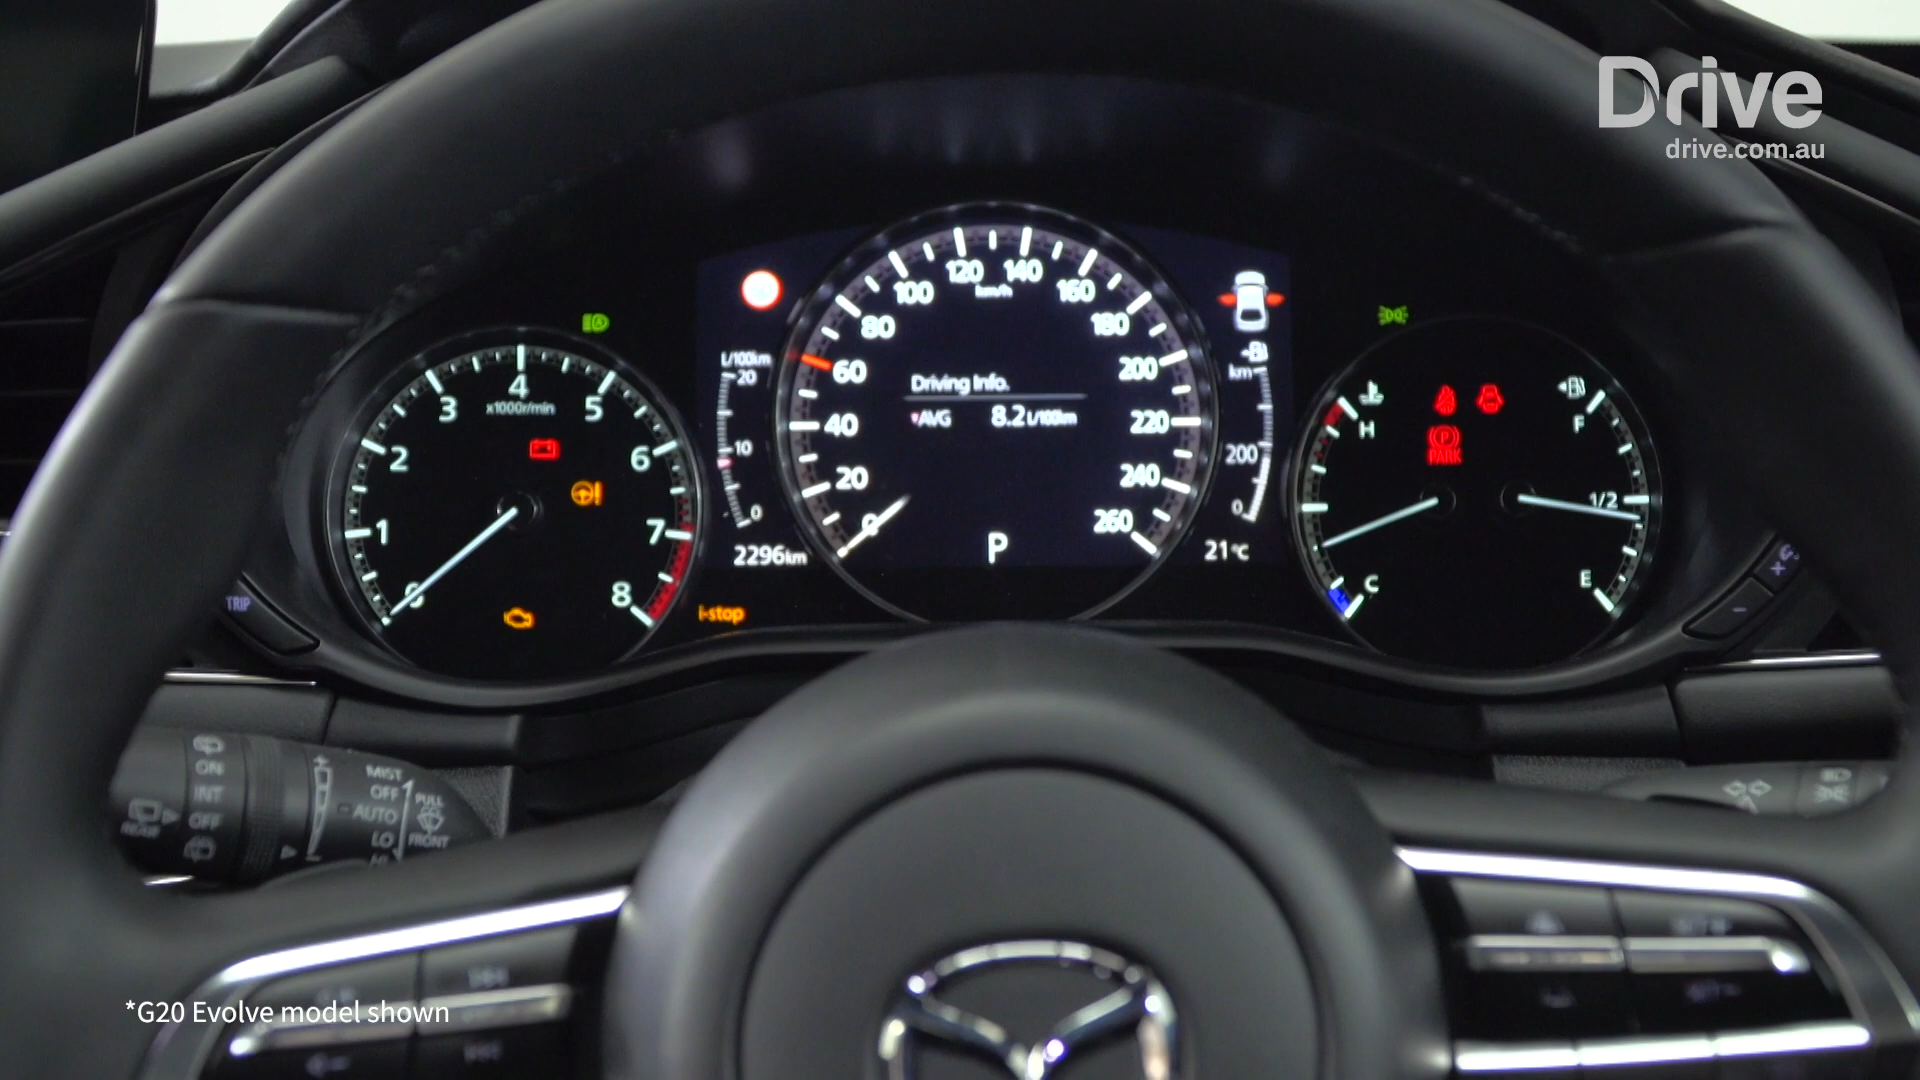 Drive
drive.com.au
120 140
100 km/h 160
80 180
60 200
40 220
20 240
0 260
Driving Info.
AVG 8.2 L/100km
P
L/100km
20
10
0
2296km
km
200
0
21°C
4
3 x1000r/min 5
2 6
1 7
0 8
i-stop
H
C
PARK
F
1/2
E
TRIP
ON
INT
OFF
REAR
MIST
OFF
AUTO
LO
HI
PULL
FRONT
*G20 Evolve model shown